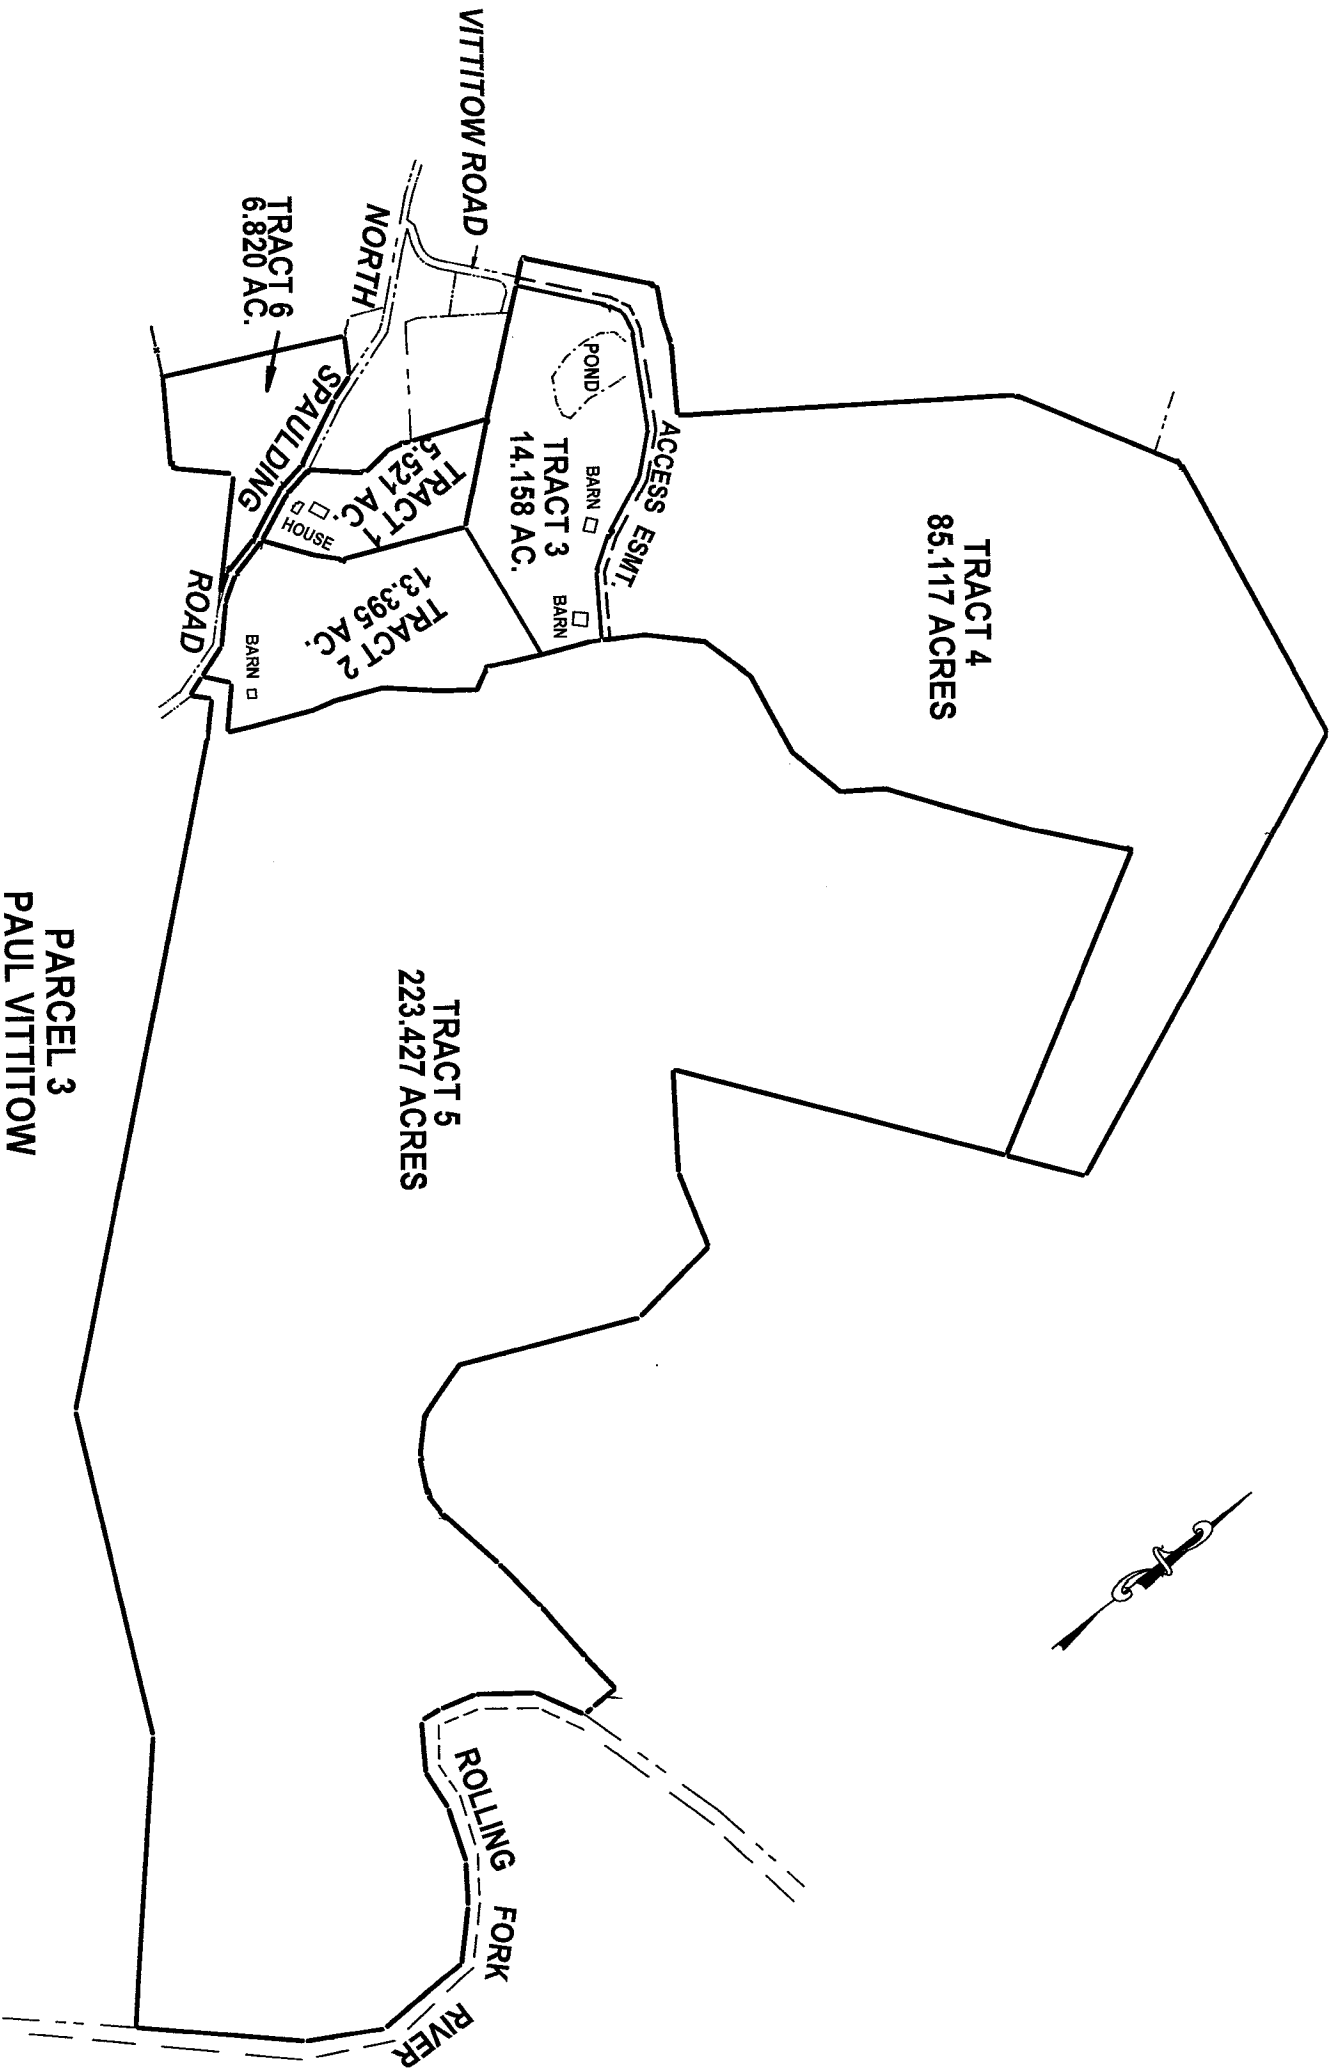 VITTITOW ROAD
NORTH
SPAULDING
ROAD
TRACT 6
6.820 AC.
POND
BARN
TRACT 3
14.158 AC.
BARN
ACCESS ESMT.
TRACT 1
5.521 AC.
HOUSE
TRACT 2
13.395 AC.
BARN
TRACT 4
85.117 ACRES
TRACT 5
223.427 ACRES
PARCEL 3
PAUL VITTITOW
ROLLING FORK RIVER